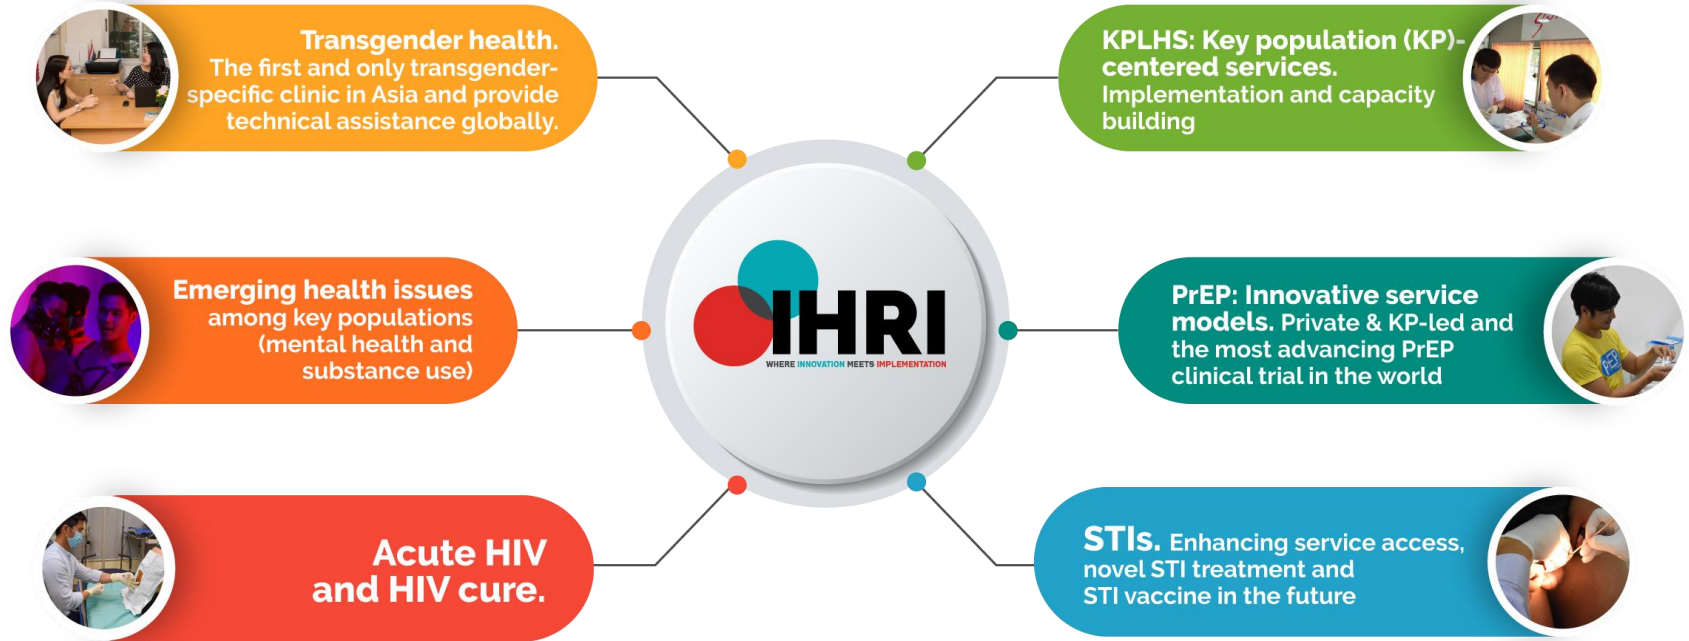 Transgender health.
The first and only transgender-
specific clinic in Asia and provide
technical assistance globally.
Emerging health issues
among key populations
(mental health and
substance use)
Acute HIV
and HIV cure.
IHRI
WHERE INNOVATION MEETS IMPLEMENTATION
KPLHS: Key population (KP)-
centered services.
Implementation and capacity
building
PrEP: Innovative service
models. Private & KP-led and
the most advancing PrEP
clinical trial in the world
PrEP
STIs. Enhancing service access,
novel STI treatment and
STI vaccine in the future